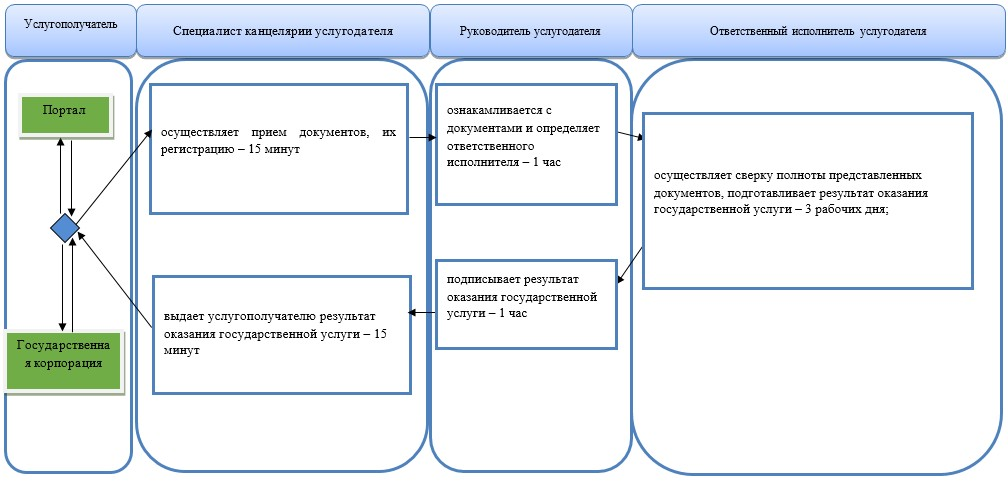 Услугополучатель
Специалист канцелярии услугодателя
Руководитель услугодателя
Ответственный исполнитель услугодателя
Портал
осуществляет прием документов, их
регистрацию – 15 минут
ознакамливается с
документами и определяет
ответственного
исполнителя – 1 час
осуществляет сверку полноты представленных
документов, подготавливает результат оказания
государственной услуги – 3 рабочих дня;
подписывает результат
оказания государственной
услуги – 1 час
выдает услугополучателю результат
оказания государственной услуги – 15
минут
Государственна
я корпорация